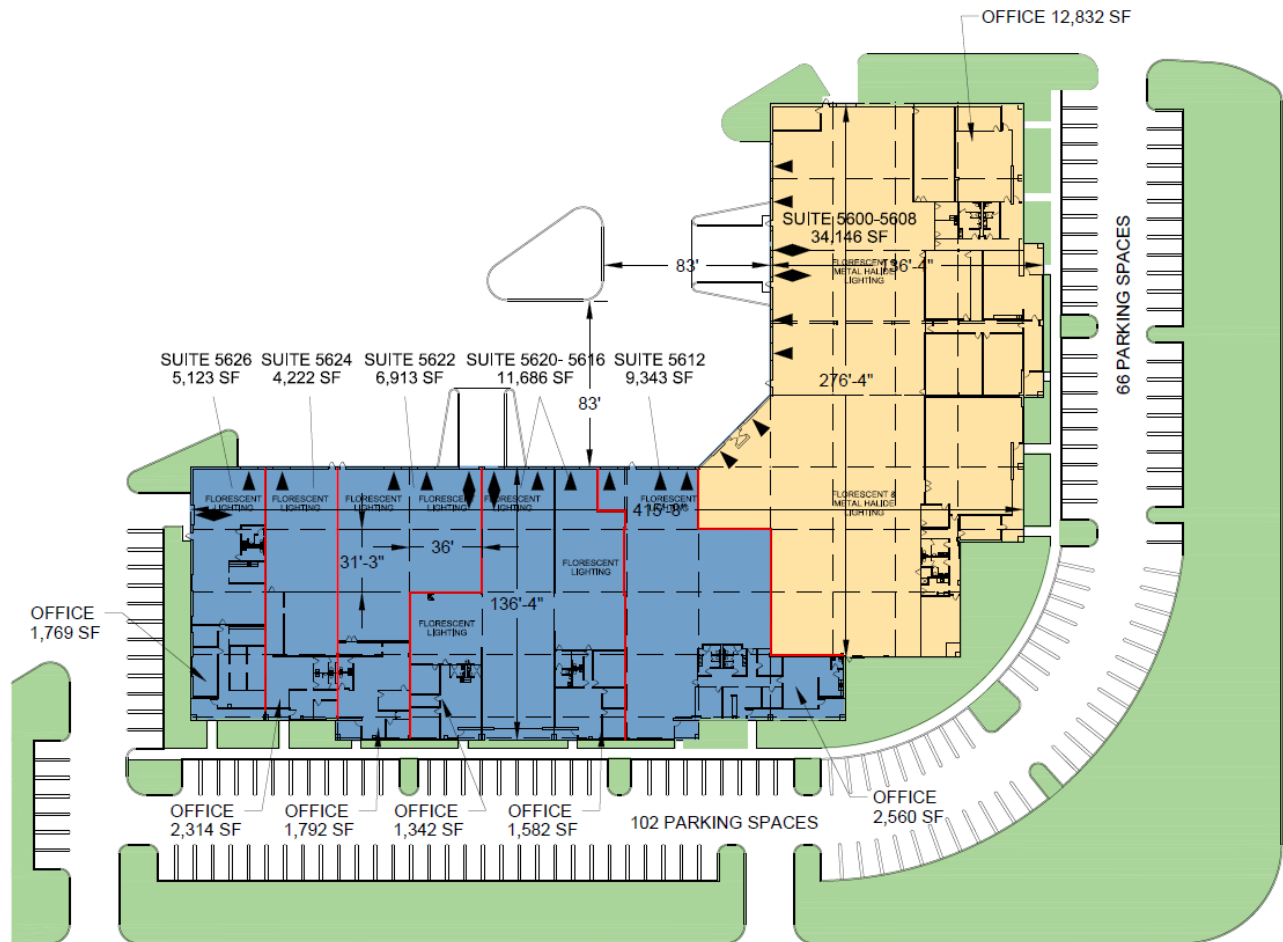 OFFICE 12,832 SF
SUITE 5600-5608
34,146 SF
83'
136'-4"
FLORESCENT &
METAL HALIDE
LIGHTING
66 PARKING SPACES
276'-4"
SUITE 5626
5,123 SF
SUITE 5624
4,222 SF
SUITE 5622
6,913 SF
SUITE 5620- 5616
11,686 SF
SUITE 5612
9,343 SF
83'
FLORESCENT
LIGHTING
FLORESCENT
LIGHTING
FLORESCENT
LIGHTING
FLORESCENT
LIGHTING
FLORESCENT
LIGHTING
FLORESCENT
LIGHTING
415'-8"
FLORESCENT &
METAL HALIDE
LIGHTING
31'-3"
36'
FLORESCENT
LIGHTING
136'-4"
FLORESCENT
LIGHTING
OFFICE
1,769 SF
OFFICE
2,314 SF
OFFICE
1,792 SF
OFFICE
1,342 SF
OFFICE
1,582 SF
102 PARKING SPACES
OFFICE
2,560 SF